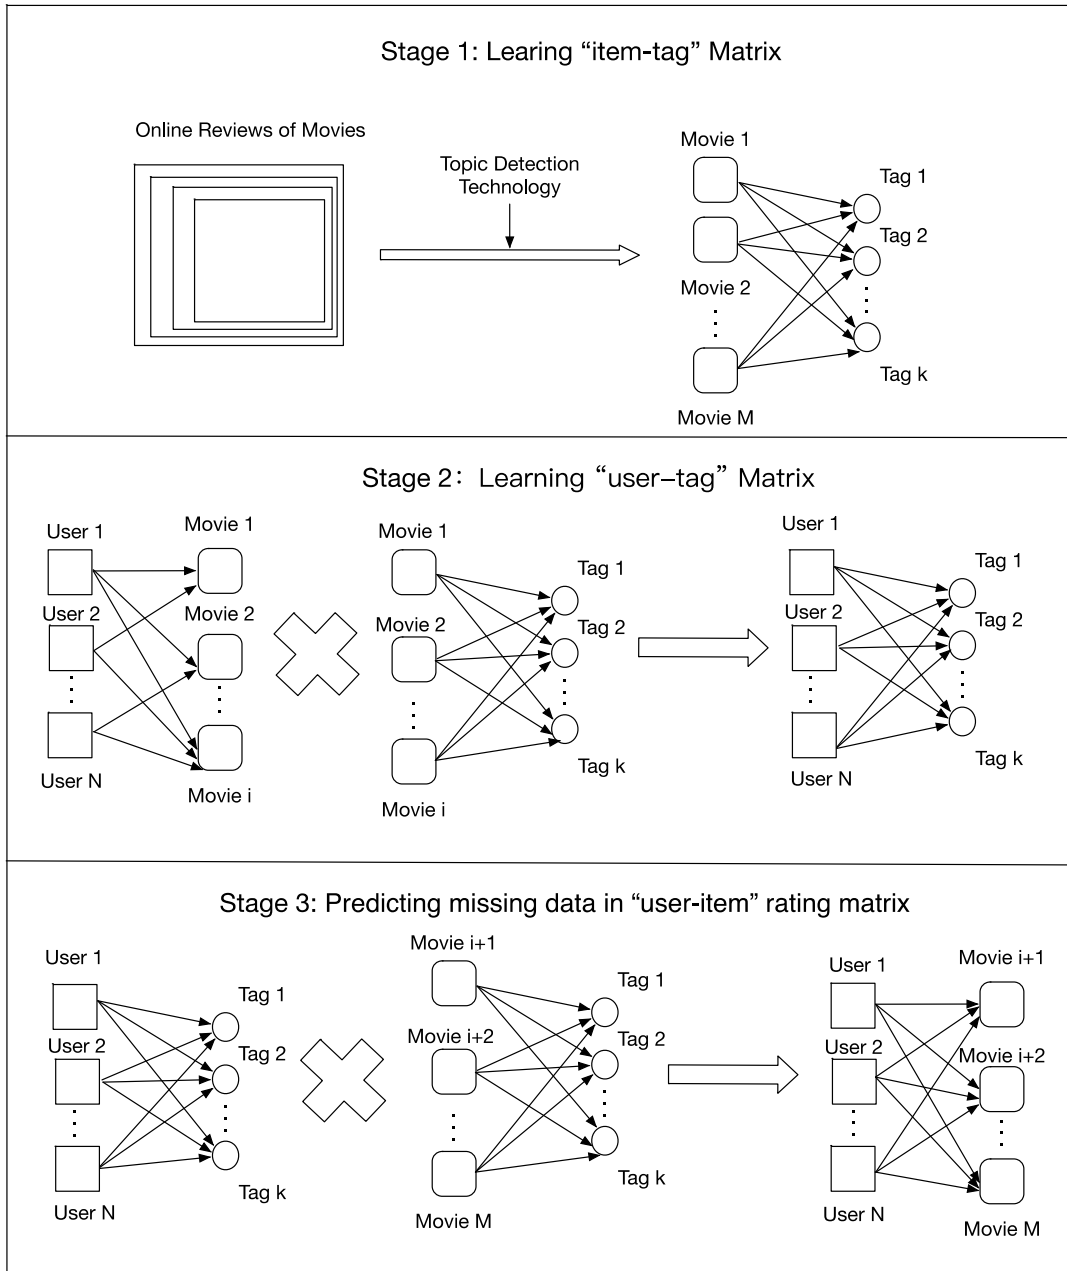 Stage 1: Learing “item-tag” Matrix
Online Reviews of Movies
Topic Detection
Technology
Movie 1
Movie 2
Movie M
Tag 1
Tag 2
Tag k
Stage 2: Learning “user–tag” Matrix
User 1
User 2
User N
Movie 1
Movie 2
Movie i
Movie 1
Movie 2
Movie i
Tag 1
Tag 2
Tag k
User 1
User 2
User N
Tag 1
Tag 2
Tag k
Stage 3: Predicting missing data in “user-item” rating matrix
User 1
User 2
User N
Tag 1
Tag 2
Tag k
Movie i+1
Movie i+2
Movie M
Tag 1
Tag 2
Tag k
User 1
User 2
User N
Movie i+1
Movie i+2
Movie M